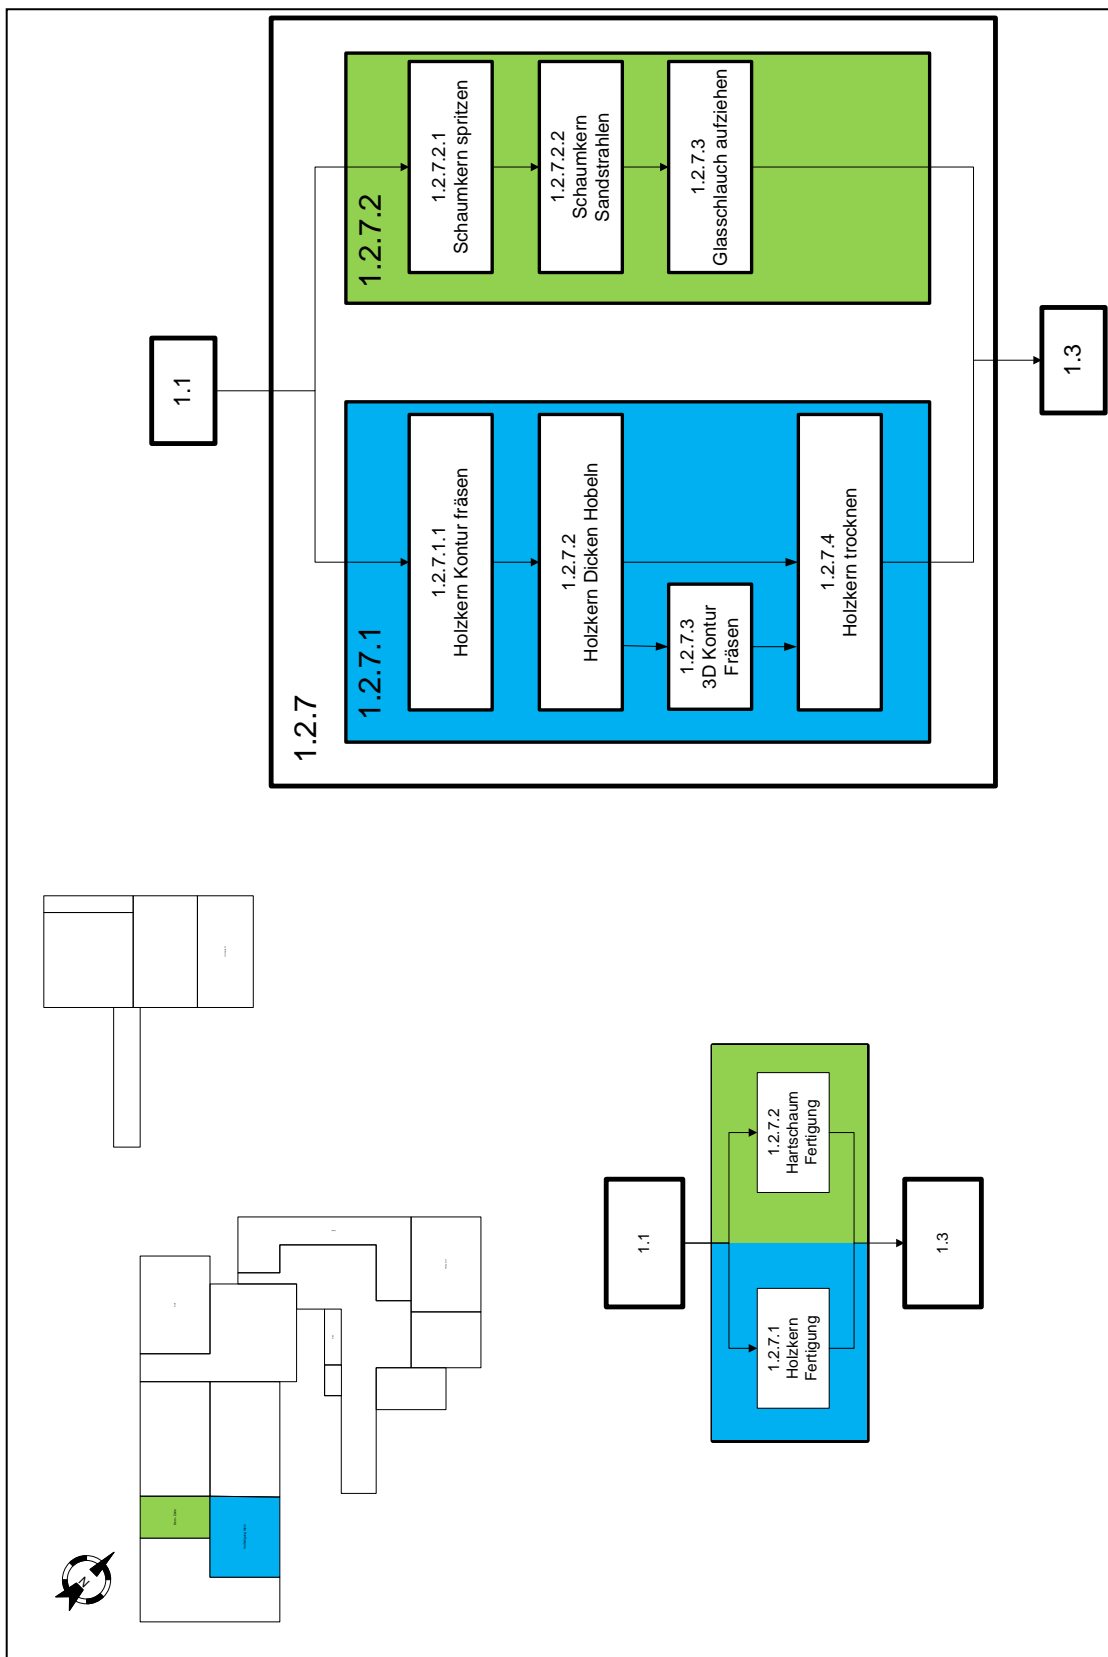 1.1
1.2.7
1.2.7.1
1.2.7.1.1
Holzkern Kontur fräsen
1.2.7.2
Holzkern Dicken Hobeln
1.2.7.3
3D Kontur
Fräsen
1.2.7.4
Holzkern trocknen
1.2.7.2
1.2.7.2.1
Schaumkern spritzen
1.2.7.2.2
Schaumkern
Sandstrahlen
1.2.7.3
Glasschlauch aufziehen
1.3
1.1
1.2.7.1
Holzkern
Fertigung
1.2.7.2
Hartschaum
Fertigung
1.3
N